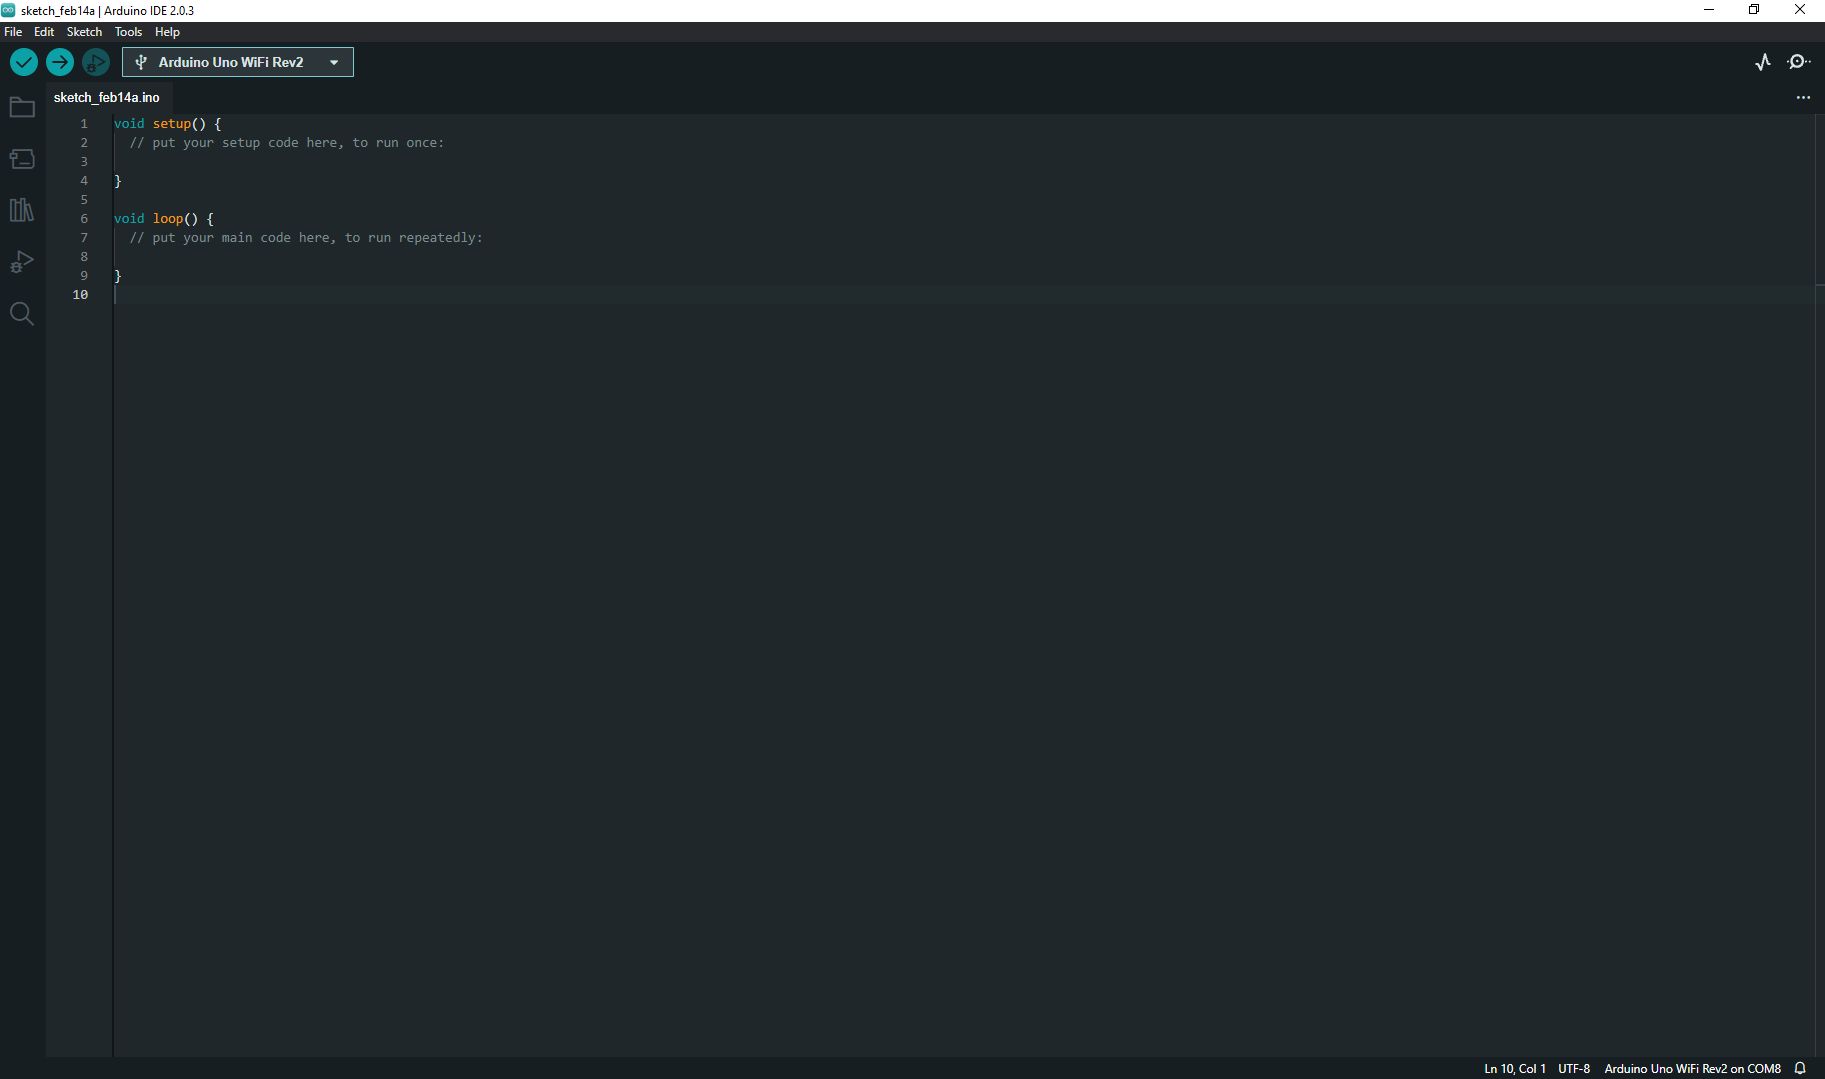 sketch_feb14a | Arduino IDE 2.0.3
File Edit Sketch Tools Help
Arduino Uno WiFi Rev2
sketch_feb14a.ino
1 void setup() {
2 // put your setup code here, to run once:
3
4 }
5
6 void loop() {
7 // put your main code here, to run repeatedly:
8
9 }
10
Ln 10, Col 1 UTF-8 Arduino Uno WiFi Rev2 on COM8